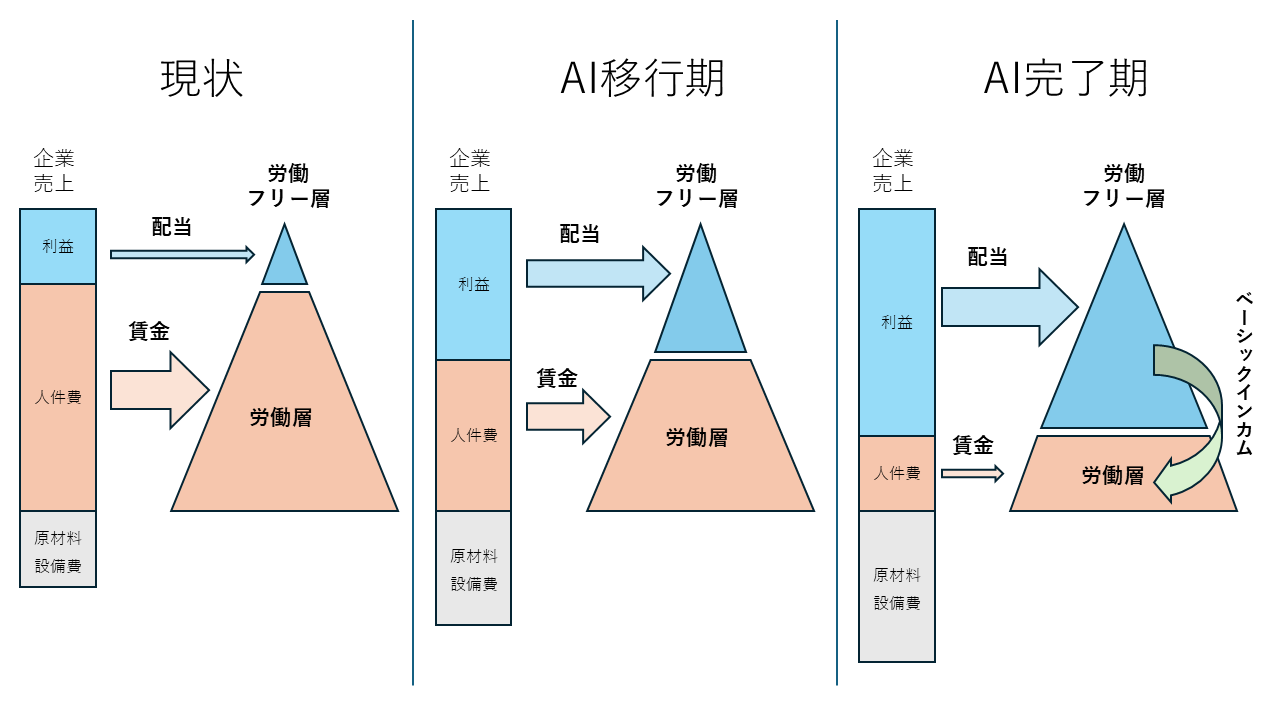 現状
企業
売上
利益
人件費
原材料
設備費
配当
賃金
労働
フリー層
労働層
AI移行期
企業
売上
利益
人件費
原材料
設備費
配当
賃金
労働
フリー層
労働層
AI完了期
企業
売上
利益
人件費
原材料
設備費
配当
賃金
労働
フリー層
労働層
ベーシックインカム